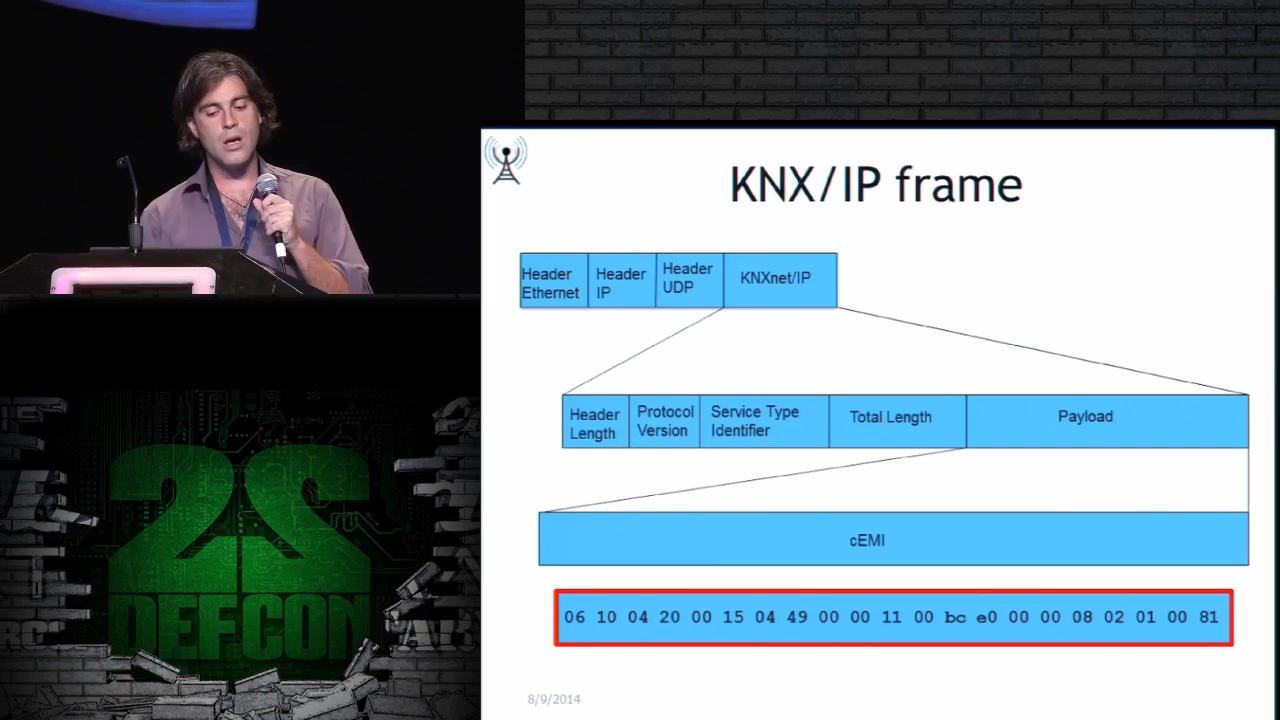 KNX/IP frame
Header
Ethernet
Header
IP
Header
UDP
KNXnet/IP
Header
Length
Protocol
Version
Service Type
Identifier
Total Length
Payload
cEMI
06 10 04 20 00 15 04 49 00 00 11 00 bc e0 00 00 08 02 01 00 81
8/9/2014
22
DEFCON